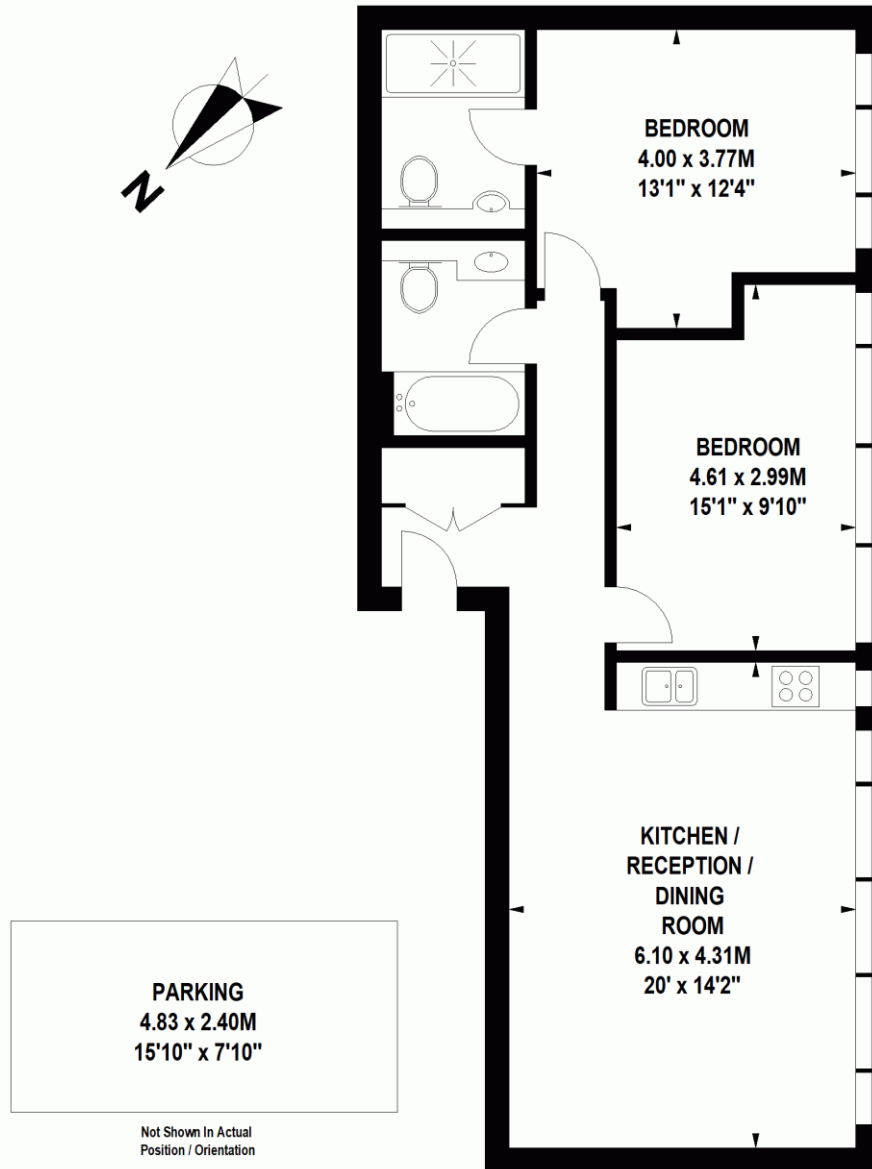 N
BEDROOM
4.00 x 3.77M
13'1" x 12'4"
BEDROOM
4.61 x 2.99M
15'1" x 9'10"
KITCHEN /
RECEPTION /
DINING
ROOM
6.10 x 4.31M
20' x 14'2"
PARKING
4.83 x 2.40M
15'10" x 7'10"
Not Shown In Actual
Position / Orientation